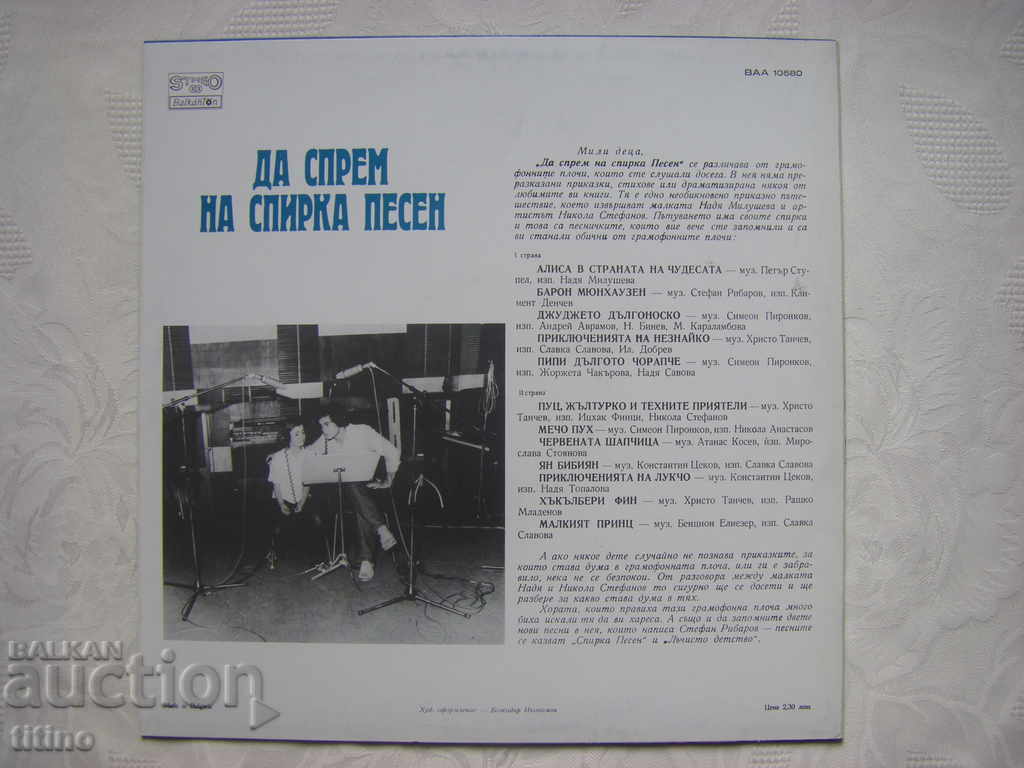 STEREO
Balkanton
ВАА 10680
ДА СПРЕМ
НА СПИРКА ПЕСЕН
Мили деца,
„Да спрем на спирка Песен" се различава от грамо-
фонните плочи, които сте слушали досега. В нея няма пре-
разказани приказки, стихове или драматизирана някоя от
любимите ви книги. Тя е едно необикновено приказно пъте-
шествие, което извършват малката Надя Милушева и ар-
тистът Никола Стефанов. Пътуването има своите спирки
и това са песничките, които вие вече сте запомнили и са
ви станали обични от грамофонните плочи:
I страна
АЛИСА В СТРАНАТА НА ЧУДЕСАТА — муз. Петър Сту-
пел, изп. Надя Милушева
БАРОН МЮНХАУЗЕН — муз. Стефан Рибаров, изп. Кли-
мент Денчев
ДЖУДЖЕТО ДЪЛГОНОСКО — муз. Симеон Пиронков,
изп. Андрей Аврамов, Н. Бинев, М. Караламбова
ПРИКЛЮЧЕНИЯТА НА НЕЗНАЙКО — муз. Христо Танчев,
изп. Славка Славова, Ил. Добрев
ПИПИ ДЪЛГОТО ЧОРАПЧЕ — муз. Симеон Пиронков,
изп. Жоржета Чакърова, Надя Савова
II страна
ПУЦ, ЖЪЛТУРКО И ТЕХНИТЕ ПРИЯТЕЛИ — муз. Христо
Танчев, изп. Ицхак Финци, Никола Стефанов
МЕЧО ПУХ — муз. Симеон Пиронков, изп. Никола Анастасов
ЧЕРВЕНАТА ШАПЧИЦА — муз. Атанас Косев, изп. Миро-
слава Стоянова
ЯН БИБИЯН — муз. Константин Цеков, изп. Славка Славова
ПРИКЛЮЧЕНИЯТА НА ЛУКЧО — муз. Константин Цеков,
изп. Надя Топалова
ХЪКЪЛБЕРИ ФИН — муз. Христо Танчев, изп. Рашко
Младенов
МАЛКИЯТ ПРИНЦ — муз. Бенцион Елиезер, изп. Славка
Славова
А ако някое дете случайно не познава приказките, за
които става дума в грамофонната плоча, или ги е забра-
вило, нека не се безпокои. От разговора между малката
Надя и Никола Стефанов то сигурно ще се досети и ще
разбере за какво става дума в тях.
Хората, които правиха тази грамофонна плоча много
биха искали тя да ви хареса. А също и да запомните двете
нови песни в нея, които написа Стефан Рибаров — песните
се казват „Спирка Песен" и „Лъчисто детство".
Made in Bulgaria
Худ. оформление — Божидар Икономов
Цена 2,30 лева
BALKAN
auction
titino